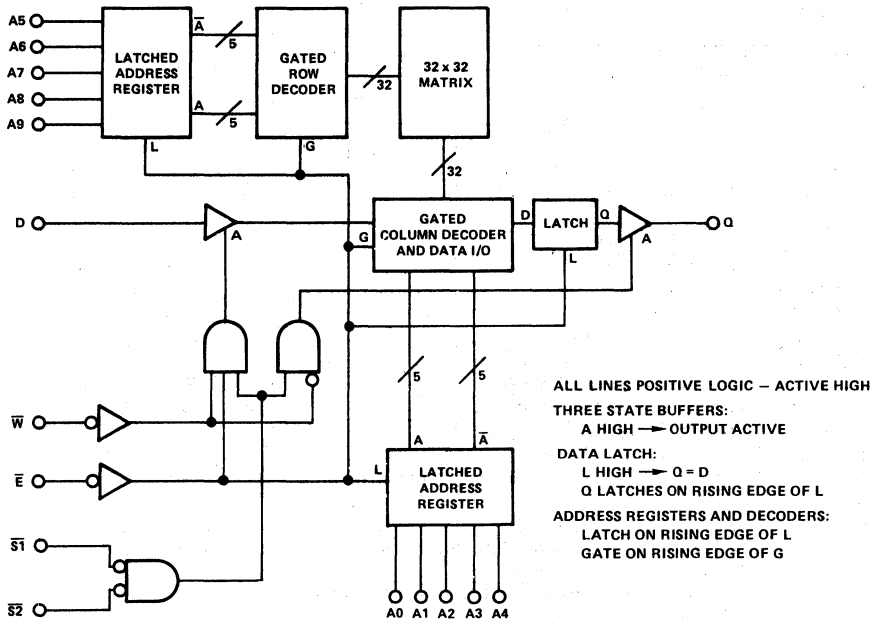 A5
A6
A7
A8
A9
LATCHED
ADDRESS
REGISTER
A̅
A
L
5
5
GATED
ROW
DECODER
G
32
32 x 32
MATRIX
32
D
A
G
GATED
COLUMN DECODER
AND DATA I/O
D
LATCH
Q
L
A
Q
5
5
A
A̅
W̅
E̅
S̅1̅
S̅2̅
L
LATCHED
ADDRESS
REGISTER
A0
A1
A2
A3
A4
ALL LINES POSITIVE LOGIC – ACTIVE HIGH
THREE STATE BUFFERS:
A HIGH → OUTPUT ACTIVE
DATA LATCH:
L HIGH → Q = D
Q LATCHES ON RISING EDGE OF L
ADDRESS REGISTERS AND DECODERS:
LATCH ON RISING EDGE OF L
GATE ON RISING EDGE OF G